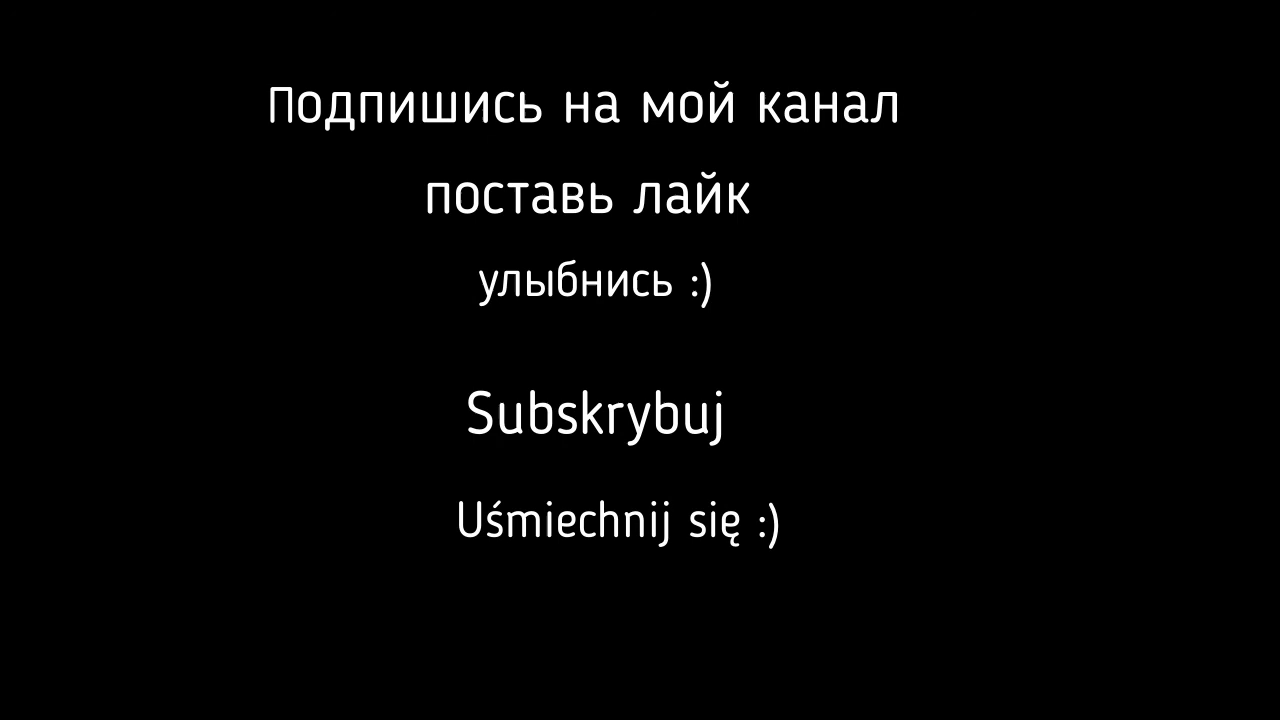 Подпишись на мой канал
поставь лайк
улыбнись :)
Subskrybuj
Uśmiechnij się :)